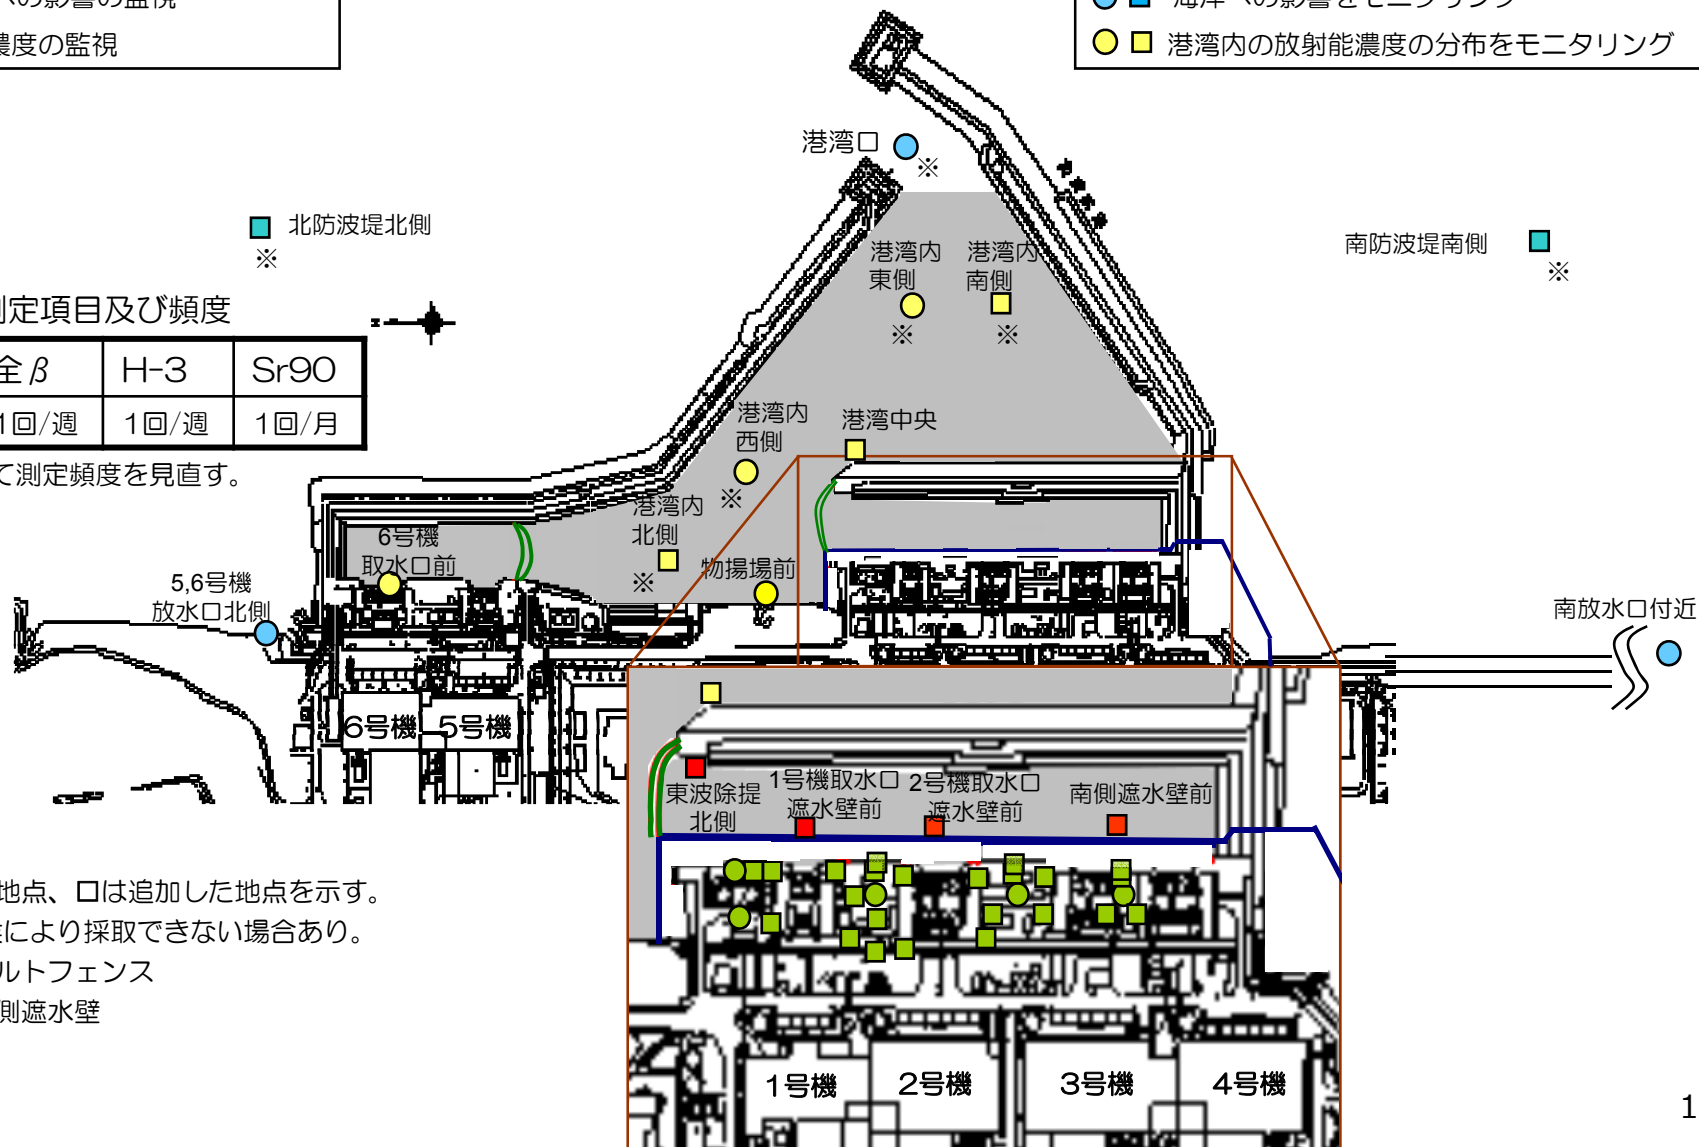 への影響の監視
濃度の監視
海洋への影響をモニタリング
港湾内の放射能濃度の分布をモニタリング
港湾口
※
北防波堤北側
※
南防波堤南側
※
港湾内
東側
※
港湾内
南側
※
測定項目及び頻度
全β
H-3
Sr90
1回/週
1回/週
1回/月
て測定頻度を見直す。
港湾内
西側
※
港湾中央
港湾内
北側
※
物揚場前
6号機
取水口前
5,6号機
放水口北側
南放水口付近
6号機
5号機
東波除堤
北側
1号機取水口
遮水壁前
2号機取水口
遮水壁前
南側遮水壁前
地点、□は追加した地点を示す。
により採取できない場合あり。
ルトフェンス
側遮水壁
1号機
2号機
3号機
4号機
1